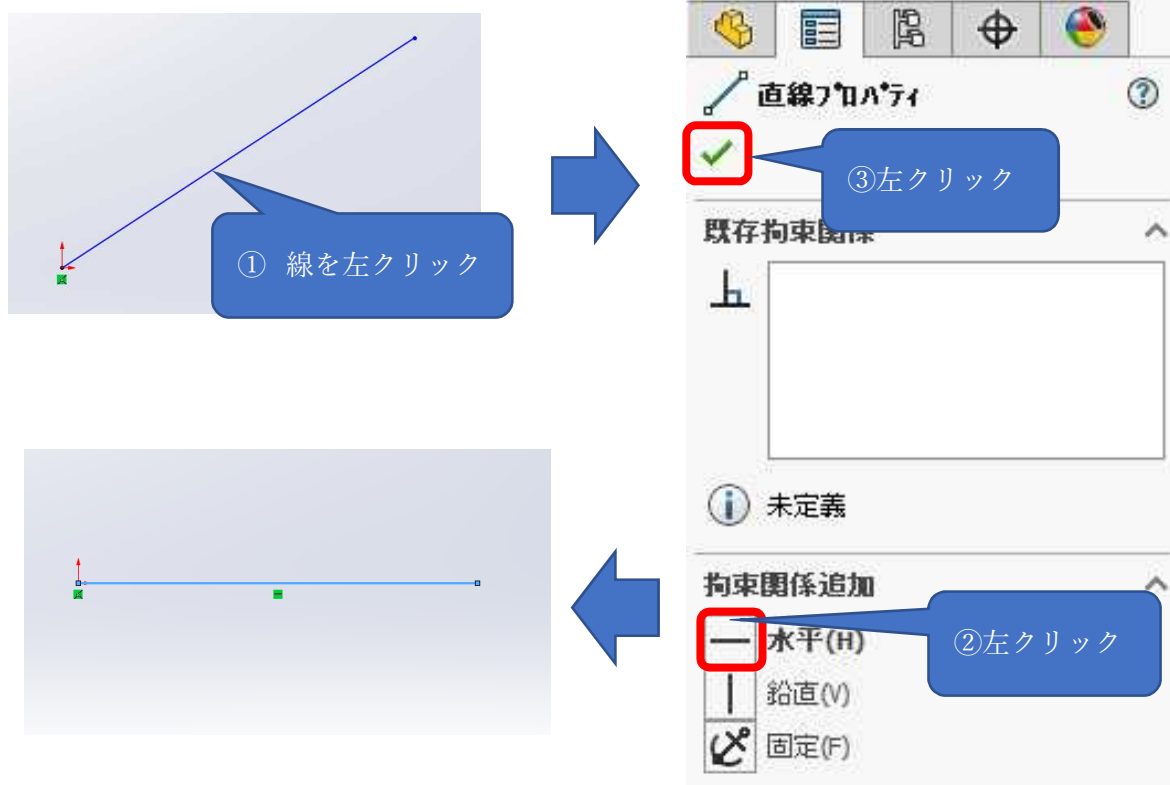 ① 線を左クリック
直線ﾌﾟﾛﾊﾟﾃｨ
③左クリック
既存拘束関係
未定義
拘束関係追加
水平(H)
②左クリック
鉛直(V)
固定(F)